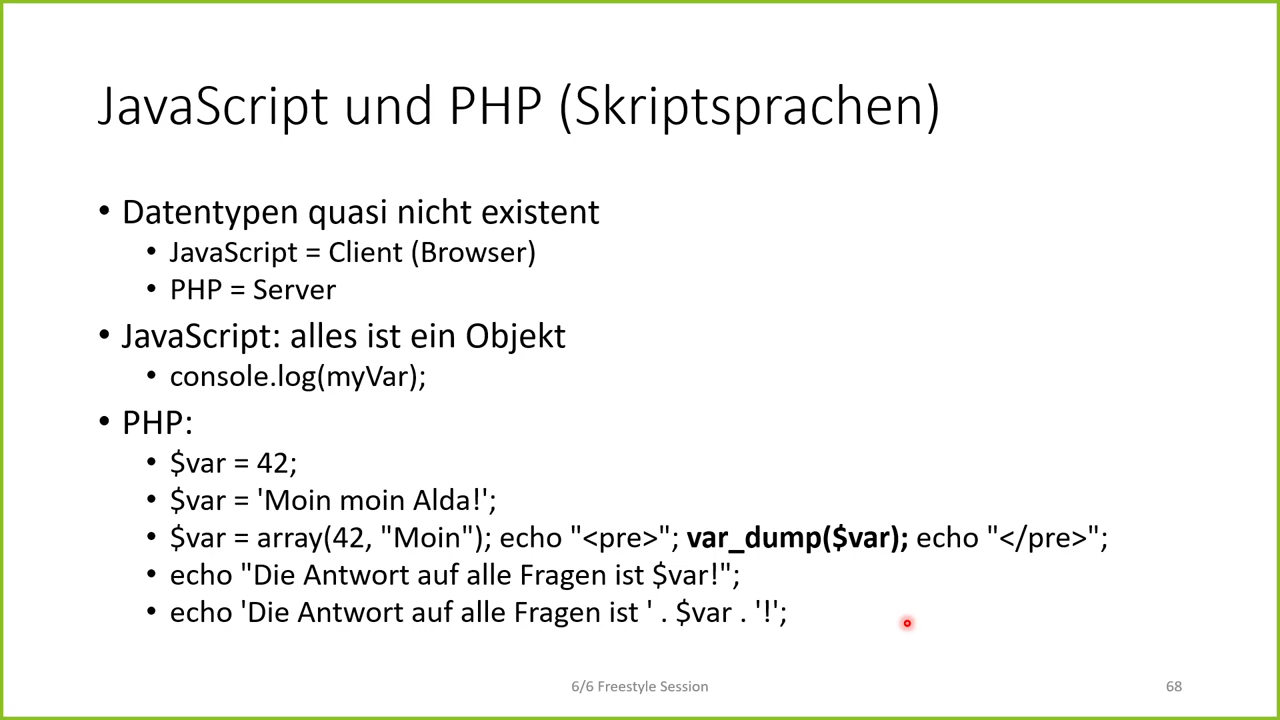 JavaScript und PHP (Skriptsprachen)
• Datentypen quasi nicht existent
• JavaScript = Client (Browser)
• PHP = Server
• JavaScript: alles ist ein Objekt
• console.log(myVar);
• PHP:
• $var = 42;
• $var = 'Moin moin Alda!';
• $var = array(42, "Moin"); echo "<pre>"; var_dump($var); echo "</pre>";
• echo "Die Antwort auf alle Fragen ist $var!";
• echo 'Die Antwort auf alle Fragen ist ' . $var . '!';
6/6 Freestyle Session
68